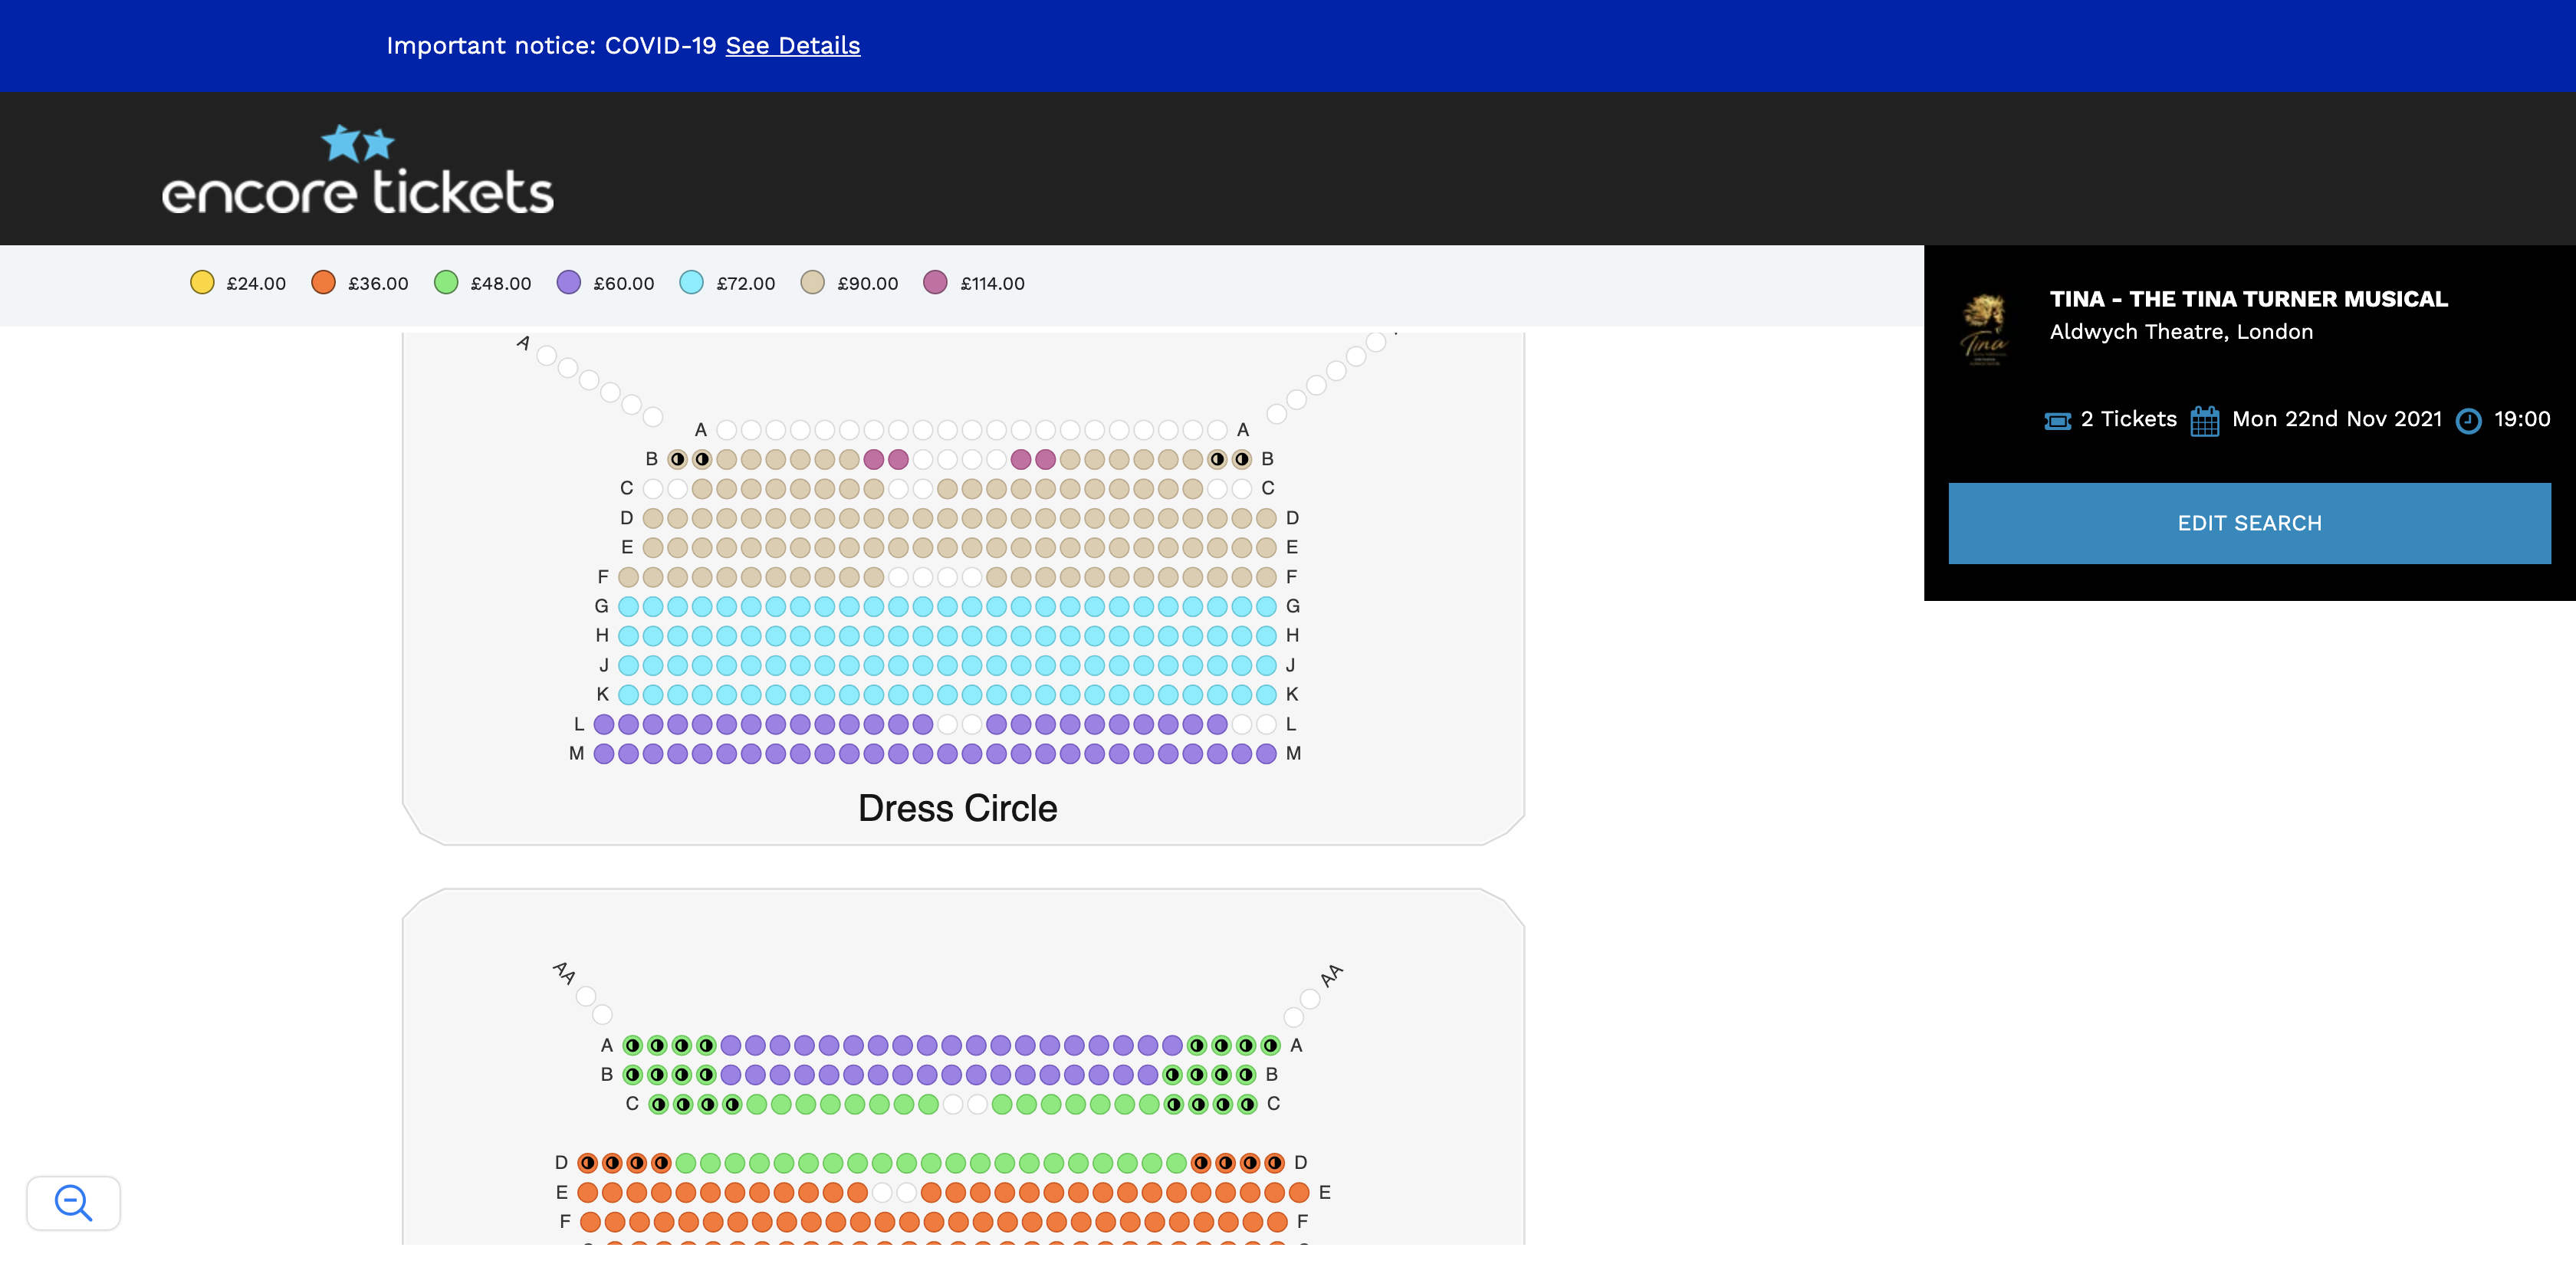 Important notice: COVID-19 See Details
encore tickets
£24.00 £36.00 £48.00 £60.00 £72.00 £90.00 £114.00
TINA - THE TINA TURNER MUSICAL
Aldwych Theatre, London
Tina
2 Tickets Mon 22nd Nov 2021 19:00
EDIT SEARCH
A
A A
B B
C C
D D
E E
F F
G G
H H
J J
K K
L L
M M
Dress Circle
AA AA
A A
B B
C C
D D
E E
F F